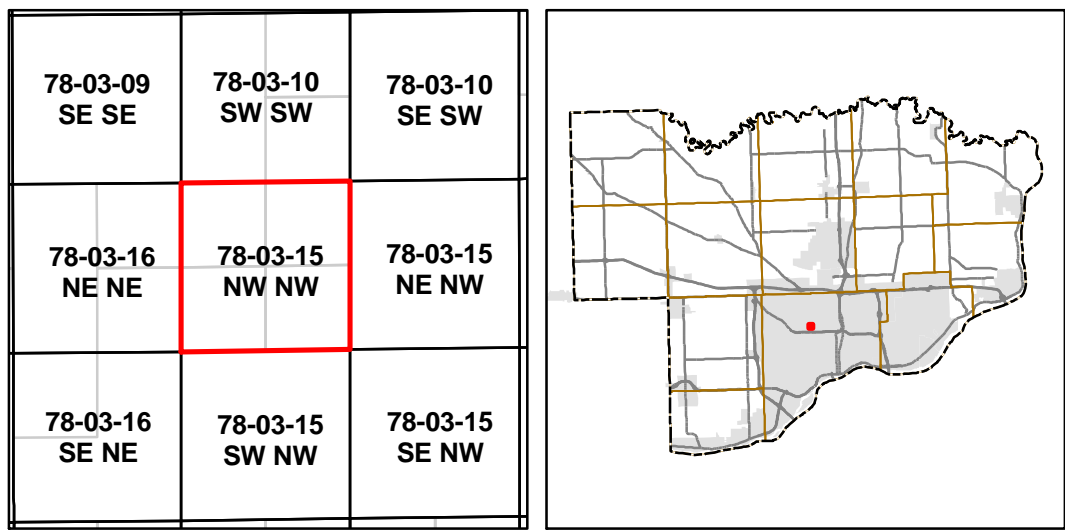 78-03-09
SE SE
78-03-10
SW SW
78-03-10
SE SW
78-03-16
NE NE
78-03-15
NW NW
78-03-15
NE NW
78-03-16
SE NE
78-03-15
SW NW
78-03-15
SE NW